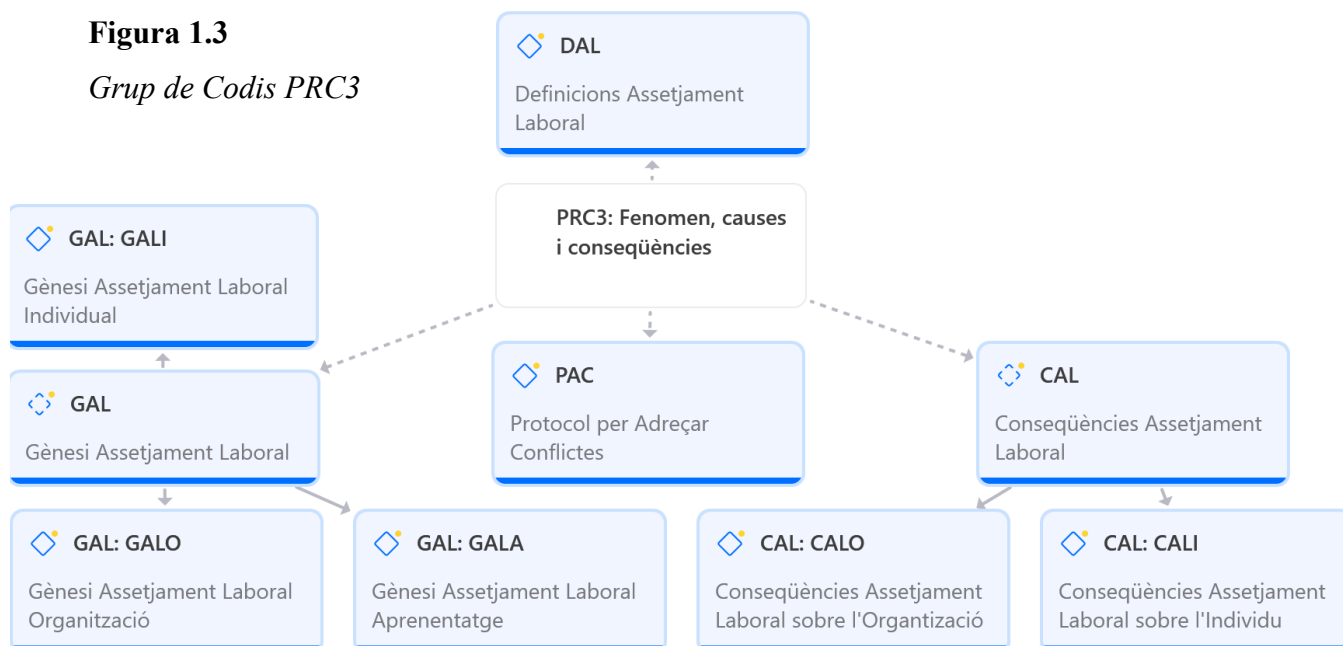 Figura 1.3
Grup de Codis PRC3
DAL
Definicions Assetjament
Laboral
PRC3: Fenomen, causes
i conseqüències
GAL: GALI
Gènesi Assetjament Laboral
Individual
GAL
Gènesi Assetjament Laboral
PAC
Protocol per Adreçar
Conflictes
CAL
Conseqüències Assetjament
Laboral
GAL: GALO
Gènesi Assetjament Laboral
Organització
GAL: GALA
Gènesi Assetjament Laboral
Aprenentatge
CAL: CALO
Conseqüències Assetjament
Laboral sobre l'Organtizació
CAL: CALI
Conseqüències Assetjament
Laboral sobre l'Individu